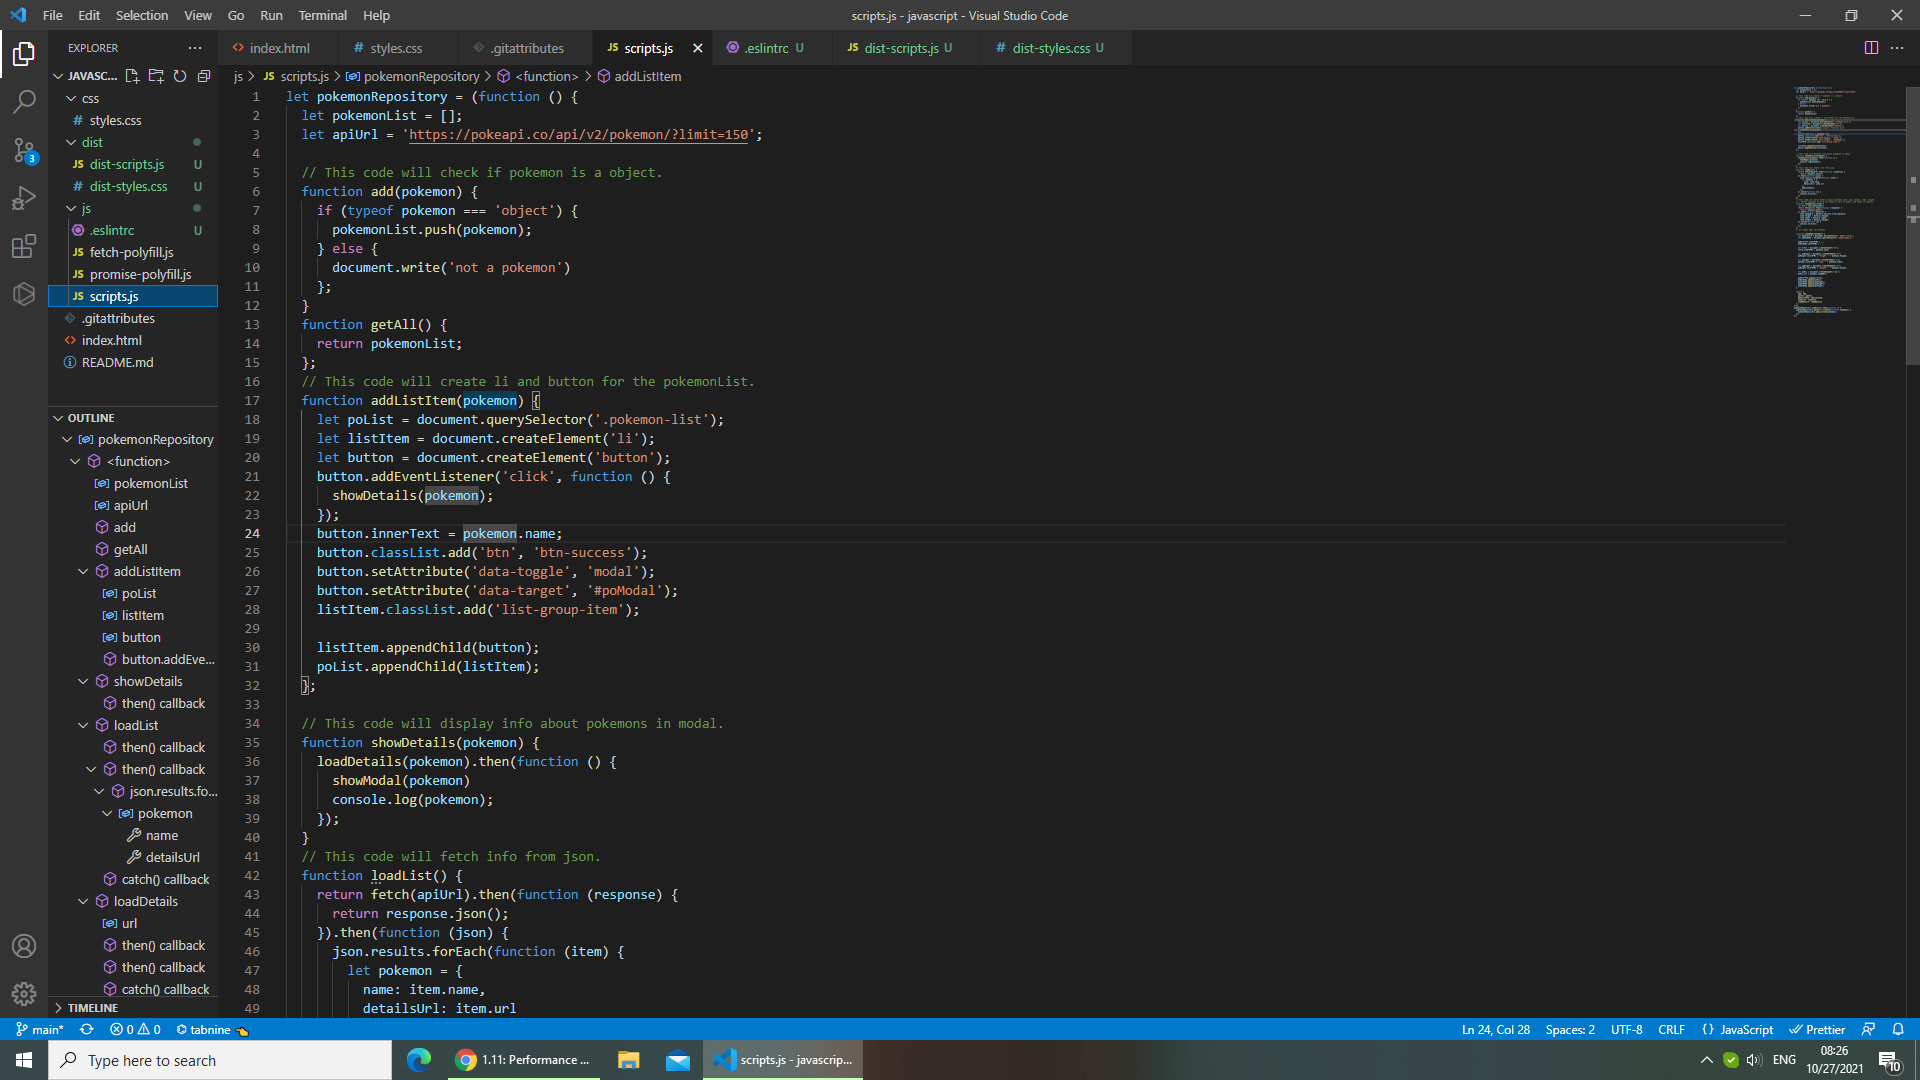 File Edit Selection View Go Run Terminal Help
scripts.js - javascript - Visual Studio Code
EXPLORER
index.html
styles.css
.gitattributes
scripts.js
.eslintrc U
dist-scripts.js U
dist-styles.css U
JAVASC...
js > scripts.js > pokemonRepository > <function> > addListItem
css
styles.css
dist
dist-scripts.js U
dist-styles.css U
js
.eslintrc U
fetch-polyfill.js
promise-polyfill.js
scripts.js
.gitattributes
index.html
README.md
OUTLINE
pokemonRepository
<function>
pokemonList
apiUrl
add
getAll
addListItem
poList
listItem
button
button.addEve...
showDetails
then() callback
loadList
then() callback
then() callback
json.results.fo...
pokemon
name
detailsUrl
catch() callback
loadDetails
url
then() callback
then() callback
catch() callback
TIMELINE
1 let pokemonRepository = (function () {
2 let pokemonList = [];
3 let apiUrl = 'https://pokeapi.co/api/v2/pokemon/?limit=150';
4
5 // This code will check if pokemon is a object.
6 function add(pokemon) {
7 if (typeof pokemon === 'object') {
8 pokemonList.push(pokemon);
9 } else {
10 document.write('not a pokemon')
11 };
12 }
13 function getAll() {
14 return pokemonList;
15 };
16 // This code will create li and button for the pokemonList.
17 function addListItem(pokemon) {
18 let poList = document.querySelector('.pokemon-list');
19 let listItem = document.createElement('li');
20 let button = document.createElement('button');
21 button.addEventListener('click', function () {
22 showDetails(pokemon);
23 });
24 button.innerText = pokemon.name;
25 button.classList.add('btn', 'btn-success');
26 button.setAttribute('data-toggle', 'modal');
27 button.setAttribute('data-target', '#poModal');
28 listItem.classList.add('list-group-item');
29
30 listItem.appendChild(button);
31 poList.appendChild(listItem);
32 };
33
34 // This code will display info about pokemons in modal.
35 function showDetails(pokemon) {
36 loadDetails(pokemon).then(function () {
37 showModal(pokemon)
38 console.log(pokemon);
39 });
40 }
41 // This code will fetch info from json.
42 function loadList() {
43 return fetch(apiUrl).then(function (response) {
44 return response.json();
45 }).then(function (json) {
46 json.results.forEach(function (item) {
47 let pokemon = {
48 name: item.name,
49 detailsUrl: item.url
3
main* 0 0 tabnine
Ln 24, Col 28 Spaces: 2 UTF-8 CRLF {} JavaScript Prettier
Type here to search
1.11: Performance ...
scripts.js - javascrip...
ENG
08:26
10/27/2021
10